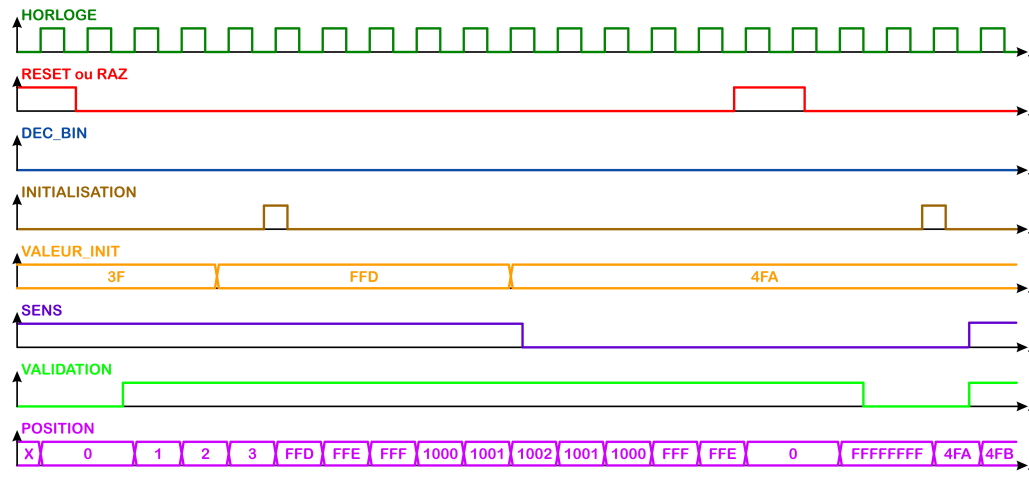 HORLOGE
RESET ou RAZ
DEC_BIN
INITIALISATION
VALEUR_INIT
3F FFD 4FA
SENS
VALIDATION
POSITION
X 0 1 2 3 FFD FFE FFF 1000 1001 1002 1001 1000 FFF FFE 0 FFFFFFFF 4FA 4FB